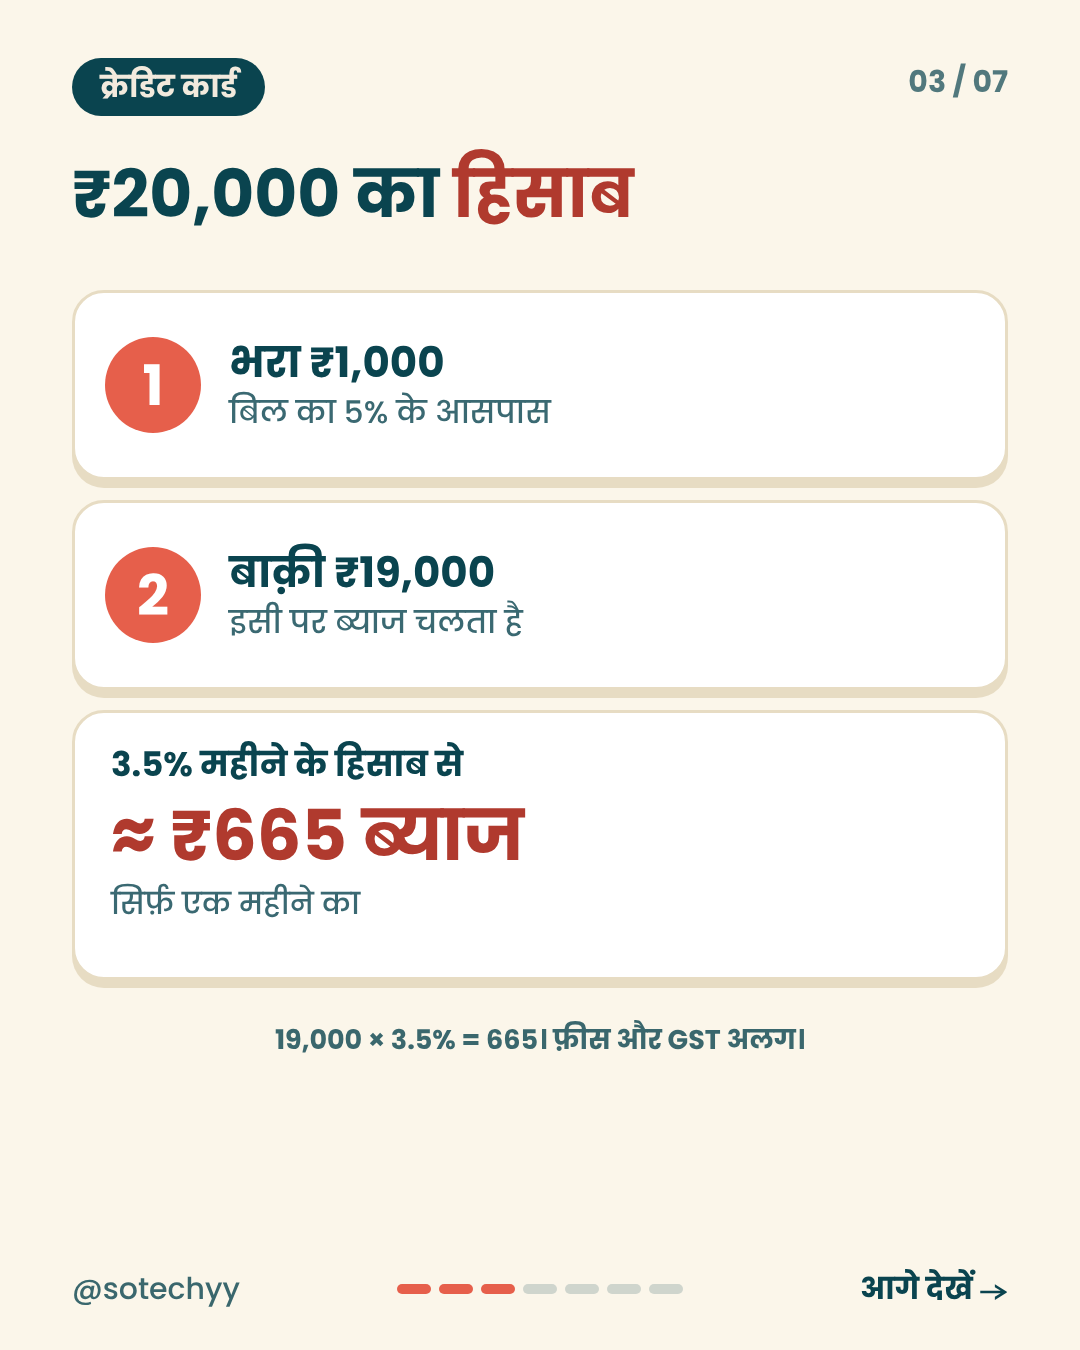 क्रेडिट कार्ड
03 / 07
₹20,000 का हिसाब
1
भरा ₹1,000
बिल का 5% के आसपास
2
बाक़ी ₹19,000
इसी पर ब्याज चलता है
3.5% महीने के हिसाब से
≈ ₹665 ब्याज
सिर्फ़ एक महीने का
19,000 × 3.5% = 665। फ़ीस और GST अलग।
@sotechyy
आगे देखें →